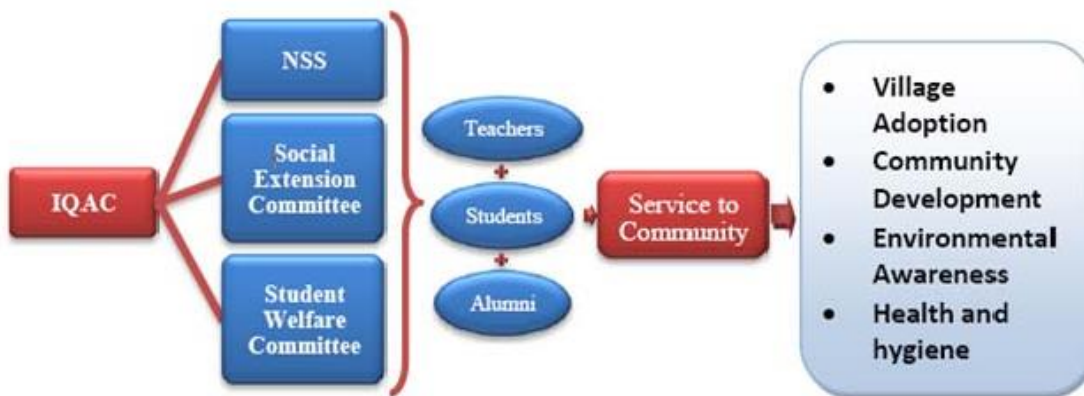 IQAC
NSS
Social
Extension
Committee
Student
Welfare
Committee
Teachers
+
Students
+
Alumni
Service to
Community
• Village
Adoption
• Community
Development
• Environmental
Awareness
• Health and
hygiene